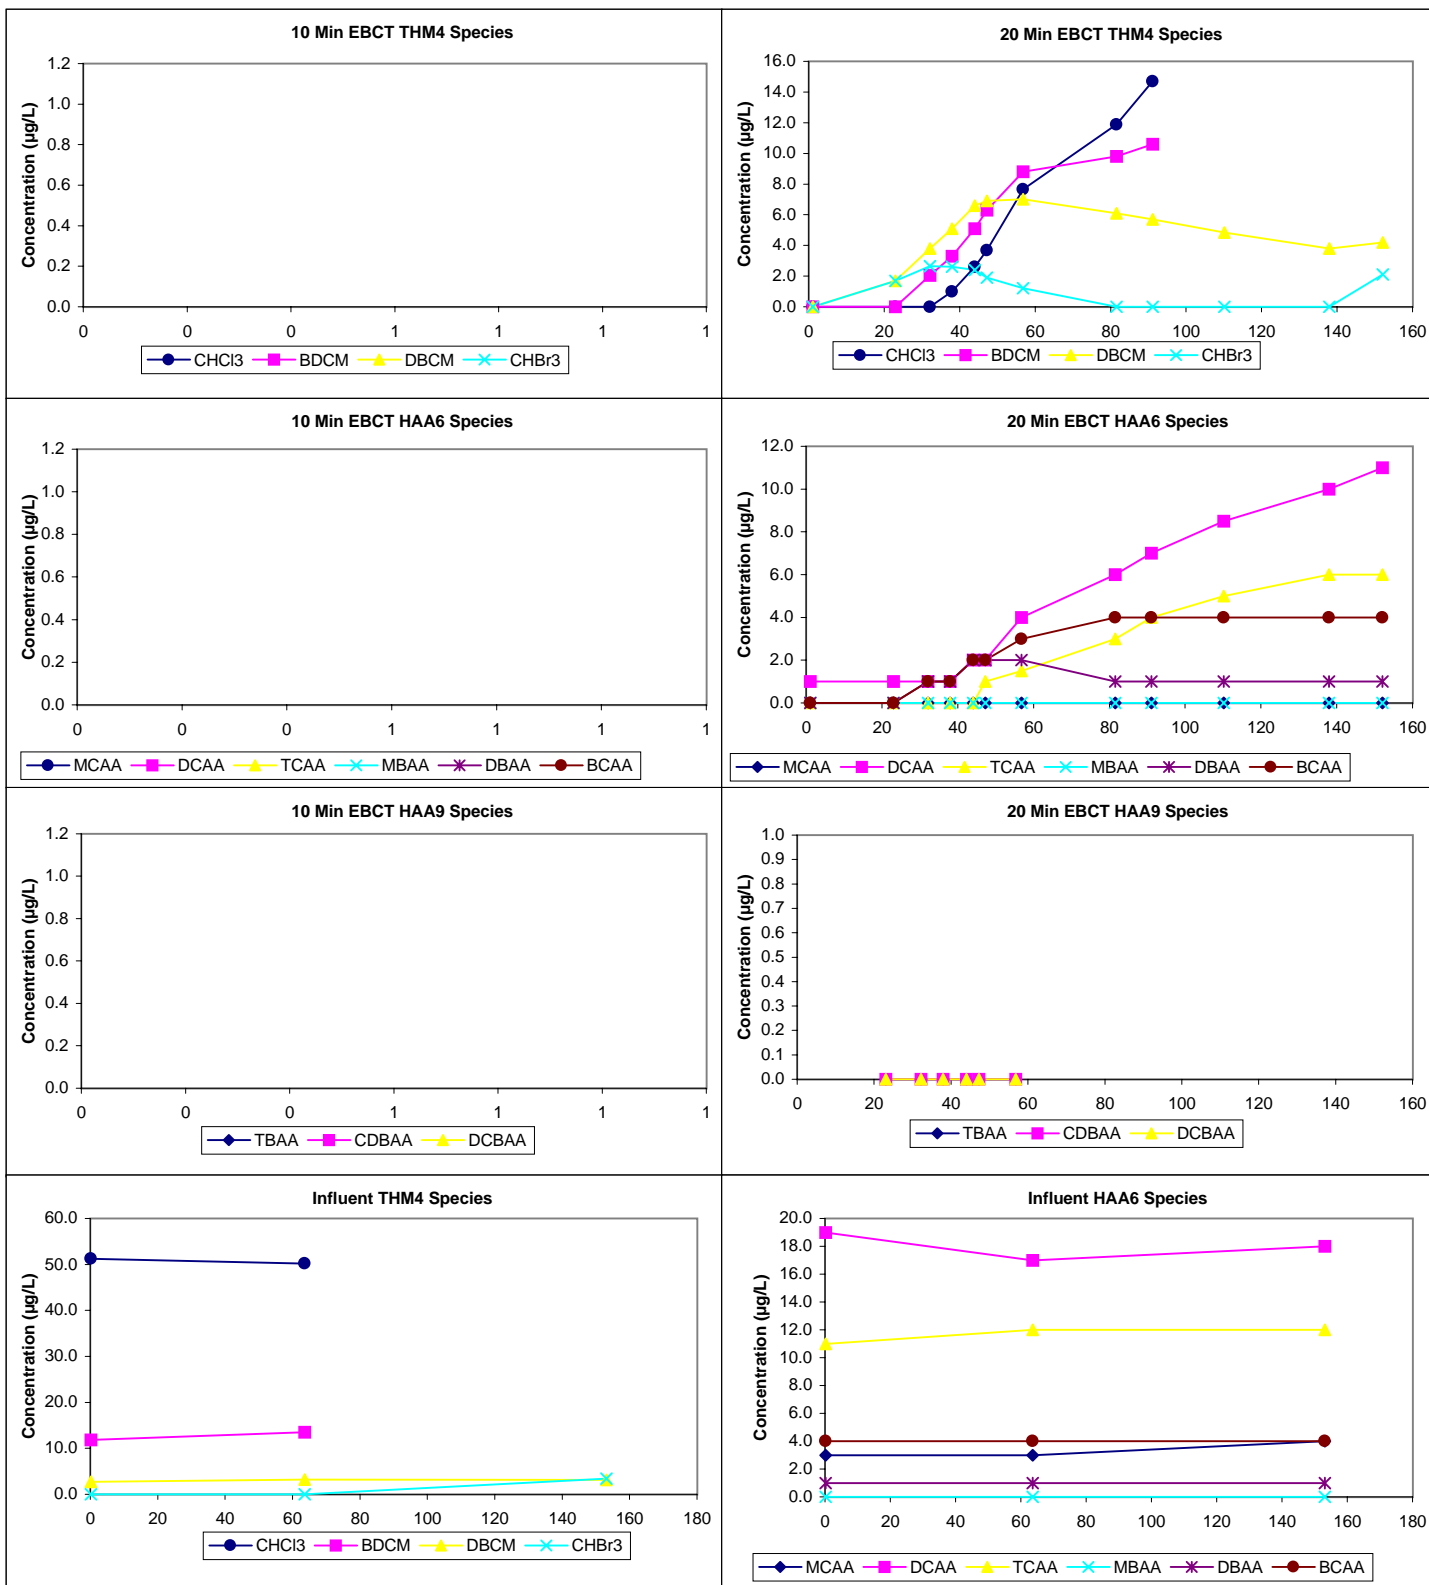 10 Min EBCT THM4 Species
Concentration (µg/L)
1.2
1.0
0.8
0.6
0.4
0.2
0.0
0 0 0 1 1 1 1
CHCl3 BDCM DBCM CHBr3
20 Min EBCT THM4 Species
Concentration (µg/L)
16.0
14.0
12.0
10.0
8.0
6.0
4.0
2.0
0.0
0 20 40 60 80 100 120 140 160
CHCl3 BDCM DBCM CHBr3
10 Min EBCT HAA6 Species
Concentration (µg/L)
1.2
1.0
0.8
0.6
0.4
0.2
0.0
0 0 0 1 1 1 1
MCAA DCAA TCAA MBAA DBAA BCAA
20 Min EBCT HAA6 Species
Concentration (µg/L)
12.0
10.0
8.0
6.0
4.0
2.0
0.0
0 20 40 60 80 100 120 140 160
MCAA DCAA TCAA MBAA DBAA BCAA
10 Min EBCT HAA9 Species
Concentration (µg/L)
1.2
1.0
0.8
0.6
0.4
0.2
0.0
0 0 0 1 1 1 1
TBAA CDBAA DCBAA
20 Min EBCT HAA9 Species
Concentration (µg/L)
1.0
0.9
0.8
0.7
0.6
0.5
0.4
0.3
0.2
0.1
0.0
0 20 40 60 80 100 120 140 160
TBAA CDBAA DCBAA
Influent THM4 Species
Concentration (µg/L)
60.0
50.0
40.0
30.0
20.0
10.0
0.0
0 20 40 60 80 100 120 140 160 180
CHCl3 BDCM DBCM CHBr3
Influent HAA6 Species
Concentration (µg/L)
20.0
18.0
16.0
14.0
12.0
10.0
8.0
6.0
4.0
2.0
0.0
0 20 40 60 80 100 120 140 160 180
MCAA DCAA TCAA MBAA DBAA BCAA